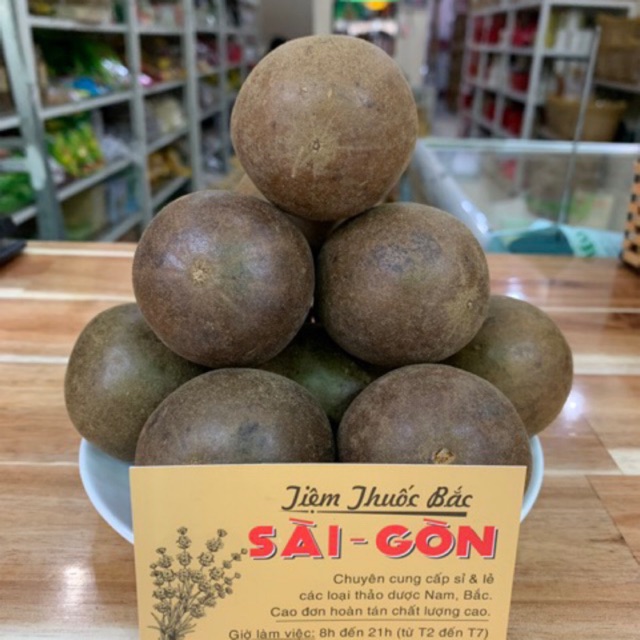 Tiệm Thuốc Bắc
SÀI-GÒN
Chuyên cung cấp sỉ & lẻ
các loại thảo dược Nam, Bắc.
Cao đơn hoàn tán chất lượng cao.
Giờ làm việc: 8h đến 21h (từ T2 đến T7)